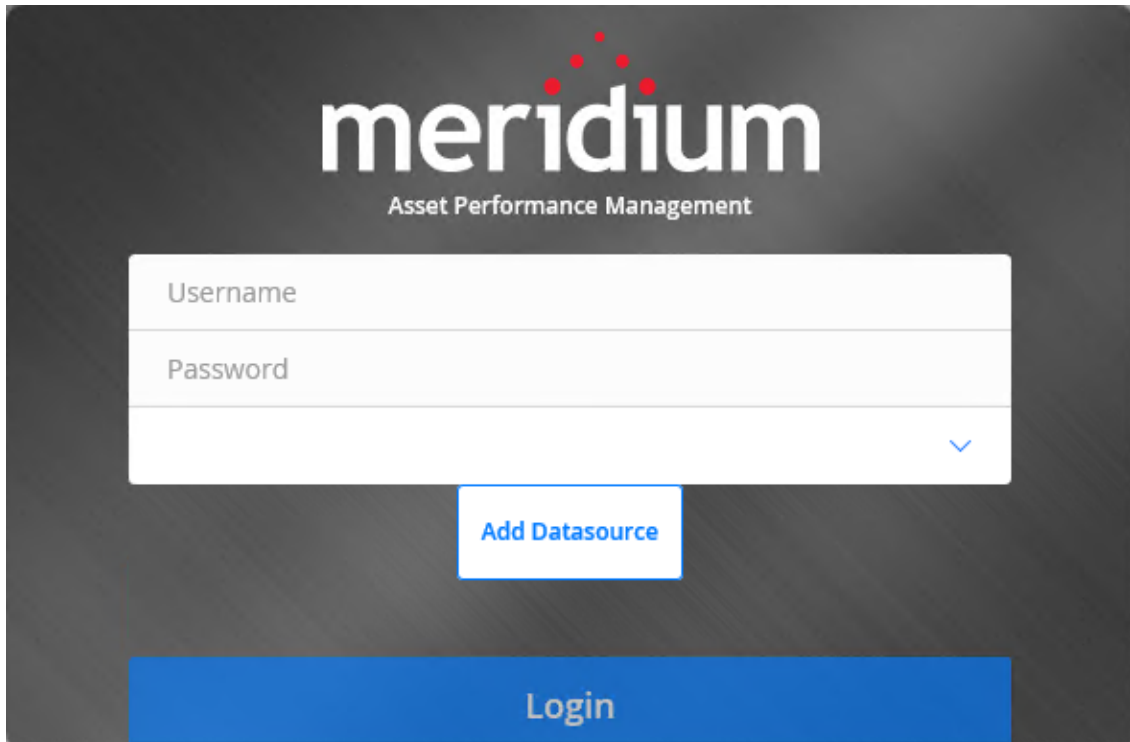 meridium
Asset Performance Management
Username
Password
Add Datasource
Login